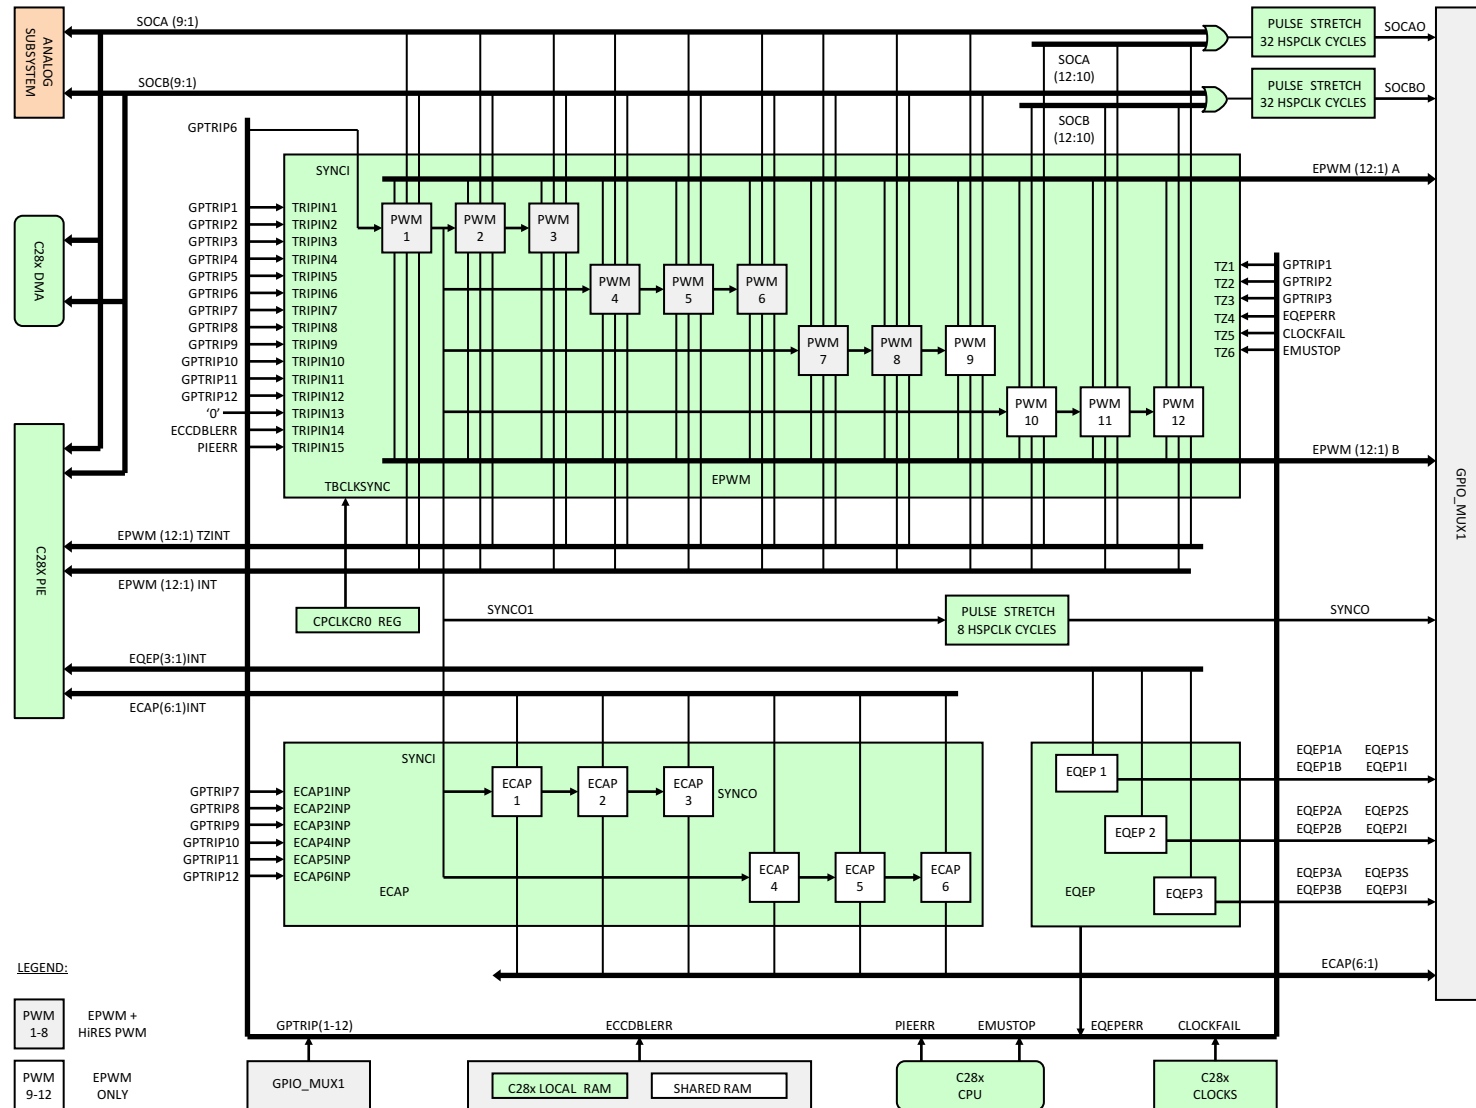 SOCA (9:1)
ANALOG
SUBSYSTEM
PULSE STRETCH
32 HSPCLK CYCLES
SOCAO
SOCA
(12:10)
SOCB(9:1)
PULSE STRETCH
32 HSPCLK CYCLES
SOCBO
SOCB
(12:10)
GPTRIP6
SYNCI
EPWM (12:1) A
GPTRIP1
GPTRIP2
GPTRIP3
GPTRIP4
GPTRIP5
GPTRIP6
GPTRIP7
GPTRIP8
GPTRIP9
GPTRIP10
GPTRIP11
GPTRIP12
‘0’
ECCDBLERR
PIEERR
TRIPIN1
TRIPIN2
TRIPIN3
TRIPIN4
TRIPIN5
TRIPIN6
TRIPIN7
TRIPIN8
TRIPIN9
TRIPIN10
TRIPIN11
TRIPIN12
TRIPIN13
TRIPIN14
TRIPIN15
PWM
1
PWM
2
PWM
3
PWM
4
PWM
5
PWM
6
PWM
7
PWM
8
PWM
9
PWM
10
PWM
11
PWM
12
TZ1
TZ2
TZ3
TZ4
TZ5
TZ6
GPTRIP1
GPTRIP2
GPTRIP3
EQEPERR
CLOCKFAIL
EMUSTOP
C28x DMA
EPWM (12:1) B
EPWM
TBCLKSYNC
GPIO_MUX1
C28X PIE
EPWM (12:1) TZINT
EPWM (12:1) INT
CPCLKCR0 REG
SYNCO1
PULSE STRETCH
8 HSPCLK CYCLES
SYNCO
EQEP(3:1)INT
ECAP(6:1)INT
SYNCI
GPTRIP7
GPTRIP8
GPTRIP9
GPTRIP10
GPTRIP11
GPTRIP12
ECAP1INP
ECAP2INP
ECAP3INP
ECAP4INP
ECAP5INP
ECAP6INP
ECAP
1
ECAP
2
ECAP
3
SYNCO
ECAP
4
ECAP
5
ECAP
6
ECAP
EQEP 1
EQEP 2
EQEP3
EQEP
EQEP1A EQEP1S
EQEP1B EQEP1I
EQEP2A EQEP2S
EQEP2B EQEP2I
EQEP3A EQEP3S
EQEP3B EQEP3I
ECAP(6:1)
LEGEND:
PWM
1-8
EPWM +
HiRES PWM
PWM
9-12
EPWM
ONLY
GPTRIP(1-12)
ECCDBLERR
PIEERR
EMUSTOP
EQEPERR
CLOCKFAIL
GPIO_MUX1
C28x LOCAL RAM
SHARED RAM
C28x
CPU
C28x
CLOCKS